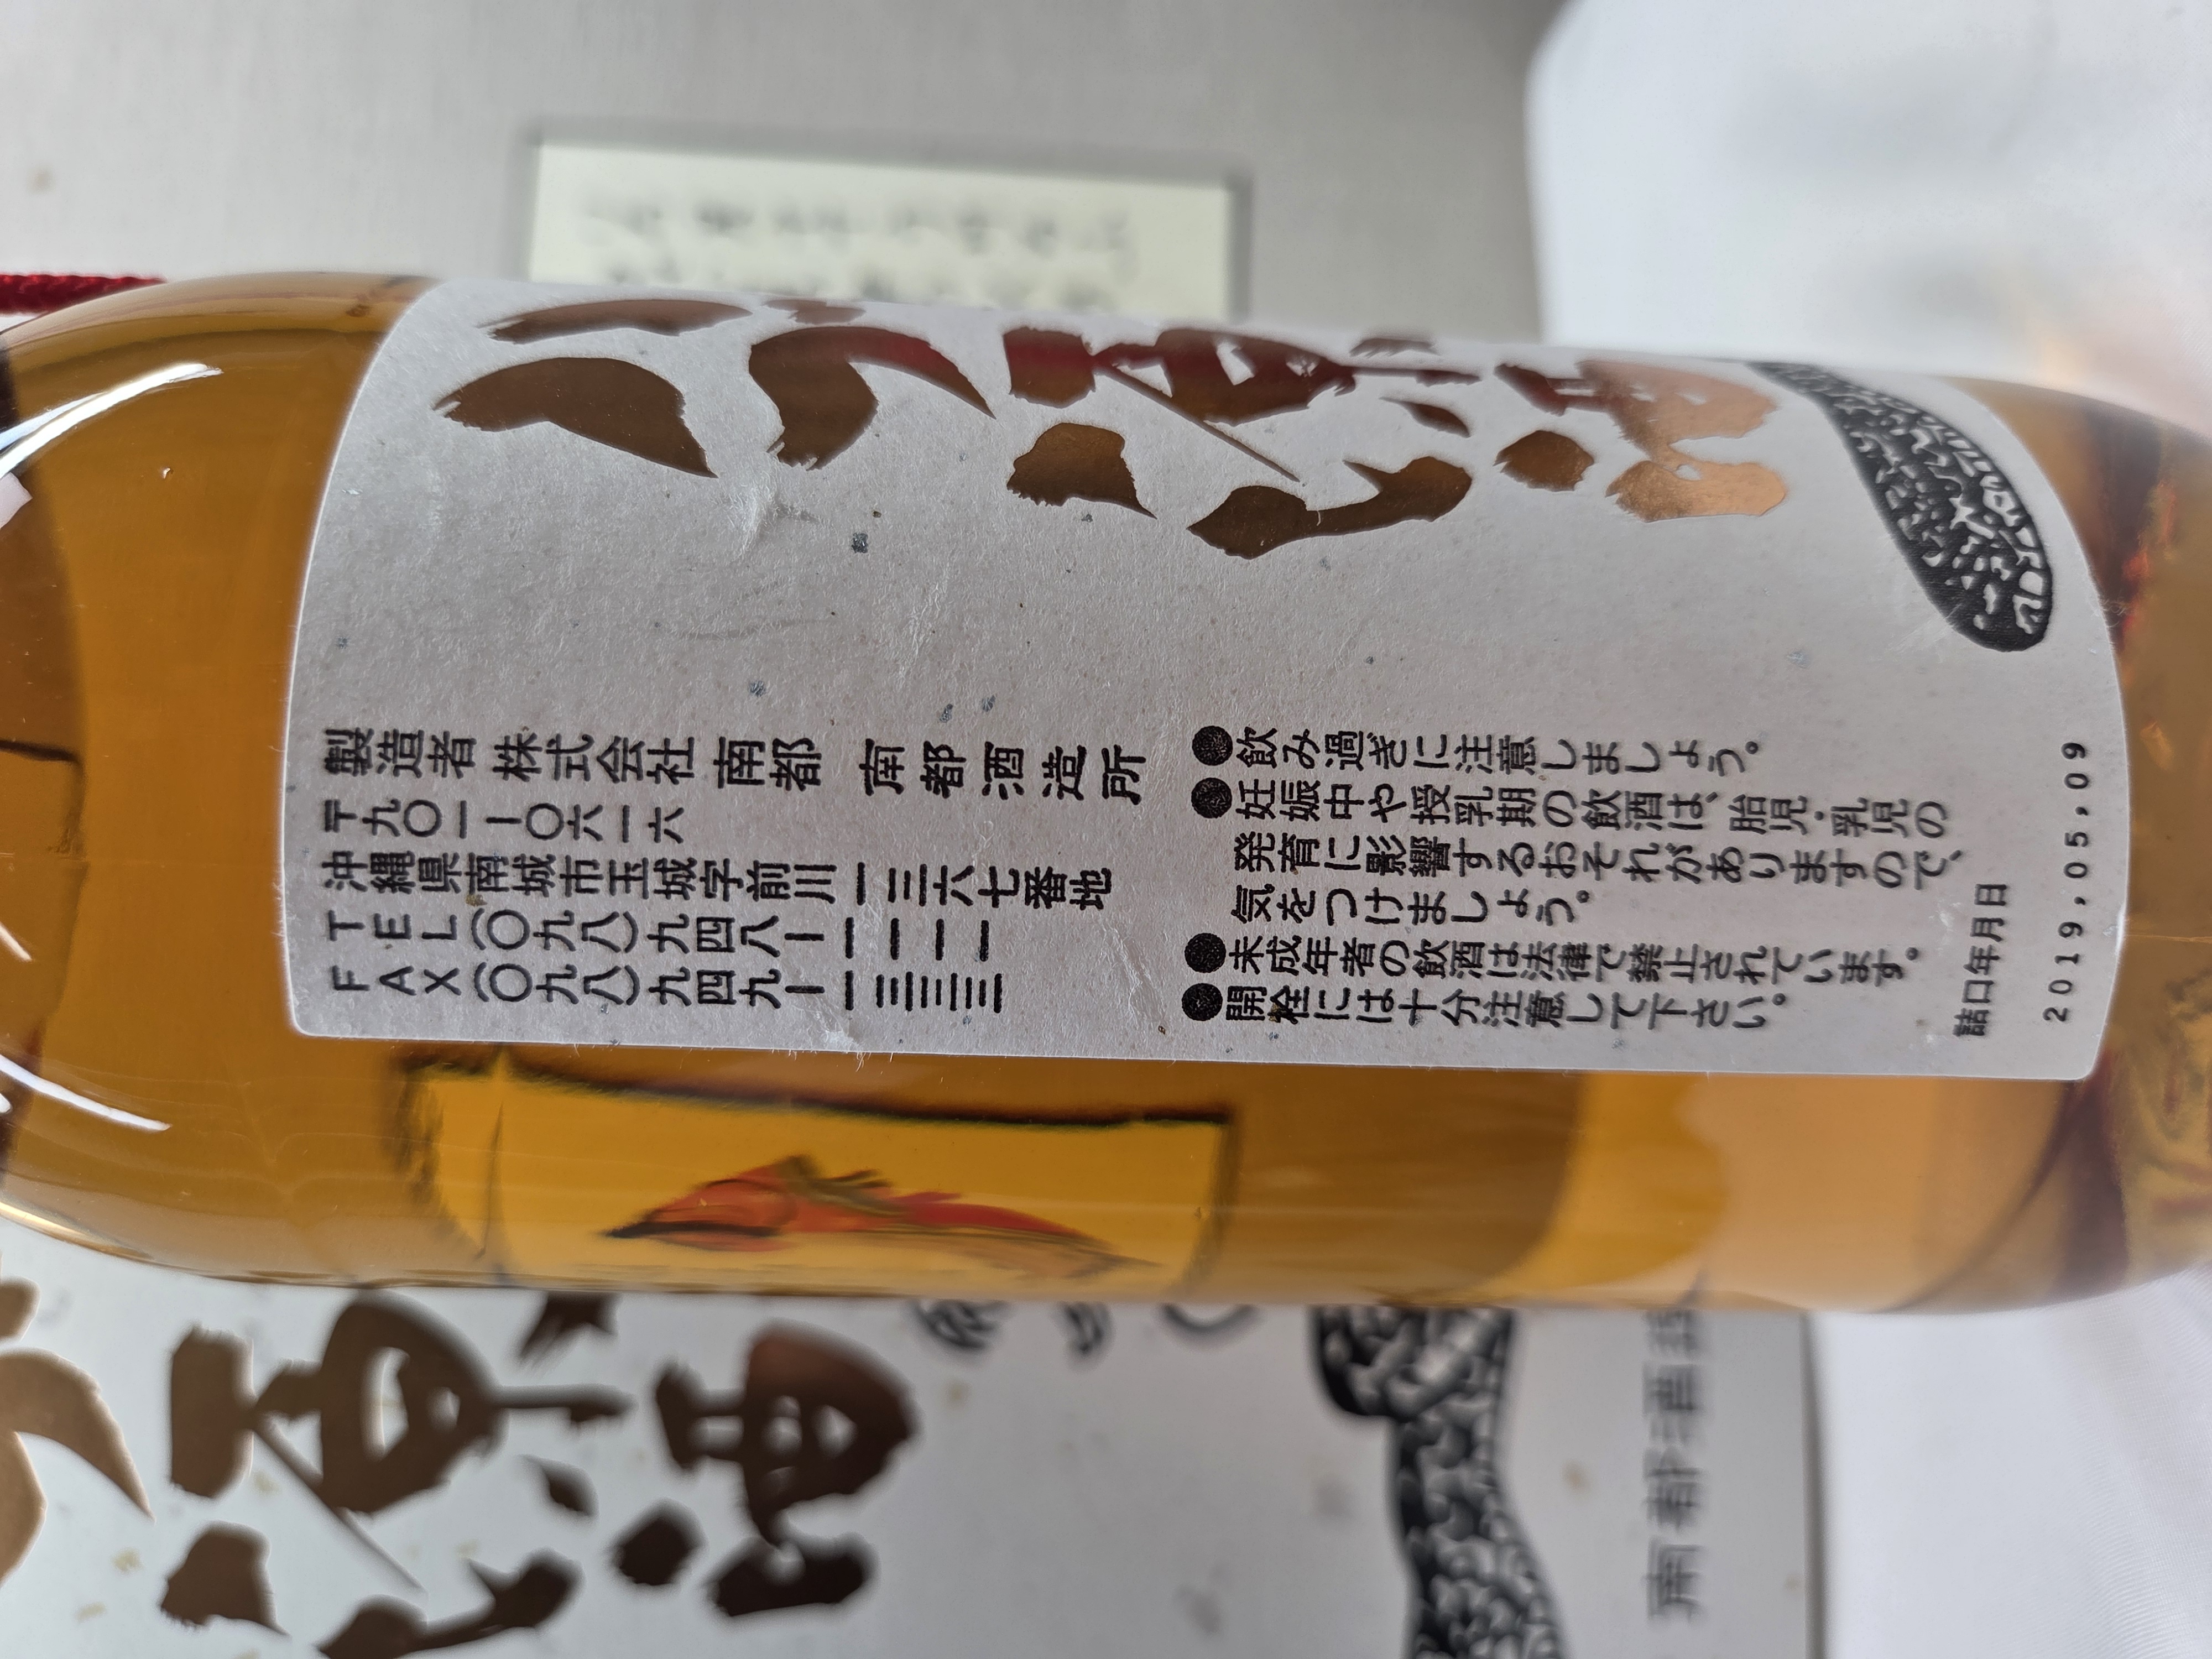 製造者 株式会社 南都 南都酒造所
〒九〇一ー〇六一六
沖縄県南城市玉城字前川一三六七番地
TEL(〇九八)九四八ー一一一一
FAX(〇九八)九四九ー一三三三
●飲み過ぎに注意しましょう。
●妊娠中や授乳期の飲酒は、胎児・乳児の
発育に影響するおそれがありますので、
気をつけましょう。
●未成年者の飲酒は法律で禁止されています。
●開栓には十分注意して下さい。
詰口年月日
2019,05,09